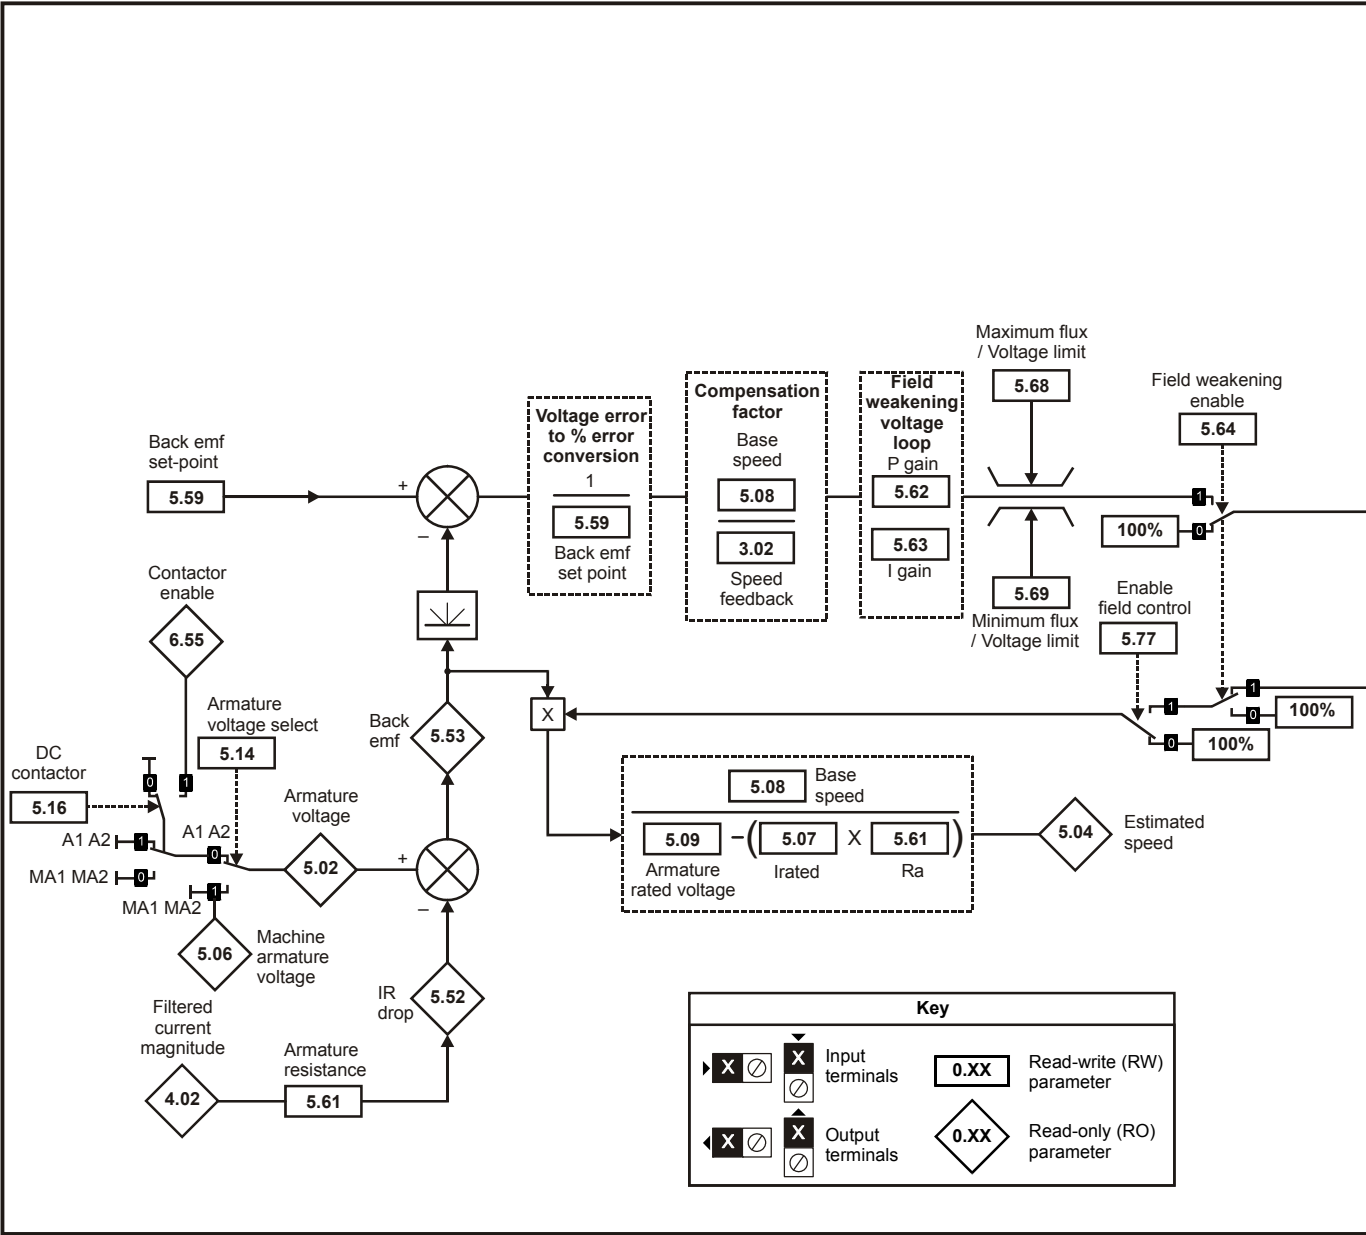 Maximum flux
/ Voltage limit
5.68
Field weakening
enable
5.64
Back emf
set-point
5.59
+
−
Voltage error
to % error
conversion
1
5.59
Back emf
set point
Compensation
factor
Base
speed
5.08
3.02
Speed
feedback
Field
weakening
voltage
loop
P gain
5.62
5.63
I gain
5.69
Minimum flux
/ Voltage limit
1
100%
0
Enable
field control
5.77
1
1
0
100%
0
100%
Contactor
enable
6.55
Armature
voltage select
5.14
DC
contactor
5.16
0
1
A1 A2
1
MA1 MA2
0
A1 A2
0
MA1 MA2
1
5.06
Machine
armature
voltage
Armature
voltage
5.02
+
−
Back
emf
5.53
X
5.08
Base
speed
5.09
−
(
5.07
X
5.61
)
Armature
rated voltage
Irated
Ra
5.04
Estimated
speed
IR
drop
5.52
Filtered
current
magnitude
4.02
Armature
resistance
5.61
Key
X
X
Input
terminals
0.XX
Read-write (RW)
parameter
X
X
Output
terminals
0.XX
Read-only (RO)
parameter